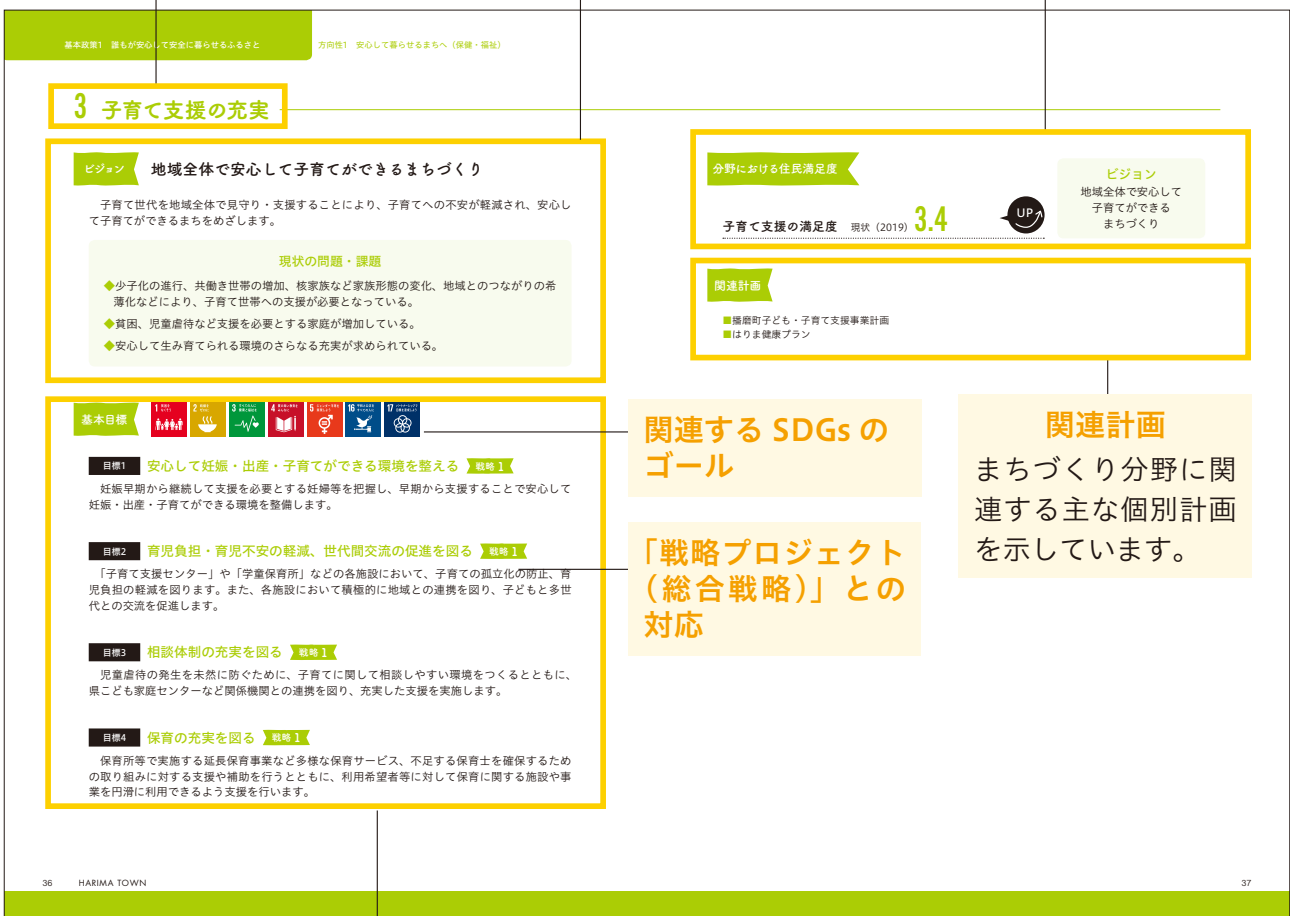 基本政策1 誰もが安心して安全に暮らせるふるさと
方向性1 安心して暮らせるまちへ（保健・福祉）
3 子育て支援の充実
ビジョン 地域全体で安心して子育てができるまちづくり
子育て世代を地域全体で見守り・支援することにより、子育てへの不安が軽減され、安心し
て子育てができるまちをめざします。
現状の問題・課題
◆少子化の進行、共働き世帯の増加、核家族など家族形態の変化、地域とのつながりの希
薄化などにより、子育て世帯への支援が必要となっている。
◆貧困、児童虐待など支援を必要とする家庭が増加している。
◆安心して生み育てられる環境のさらなる充実が求められている。
基本目標
1
2
3
4
5
16
17
目標1 安心して妊娠・出産・子育てができる環境を整える 戦略1
妊娠早期から継続して支援を必要とする妊婦等を把握し、早期から支援することで安心して
妊娠・出産・子育てができる環境を整備します。
目標2 育児負担・育児不安の軽減、世代間交流の促進を図る 戦略1
「子育て支援センター」や「学童保育所」などの各施設において、子育ての孤立化の防止、育
児負担の軽減を図ります。また、各施設において積極的に地域との連携を図り、子どもと多世
代との交流を促進します。
目標3 相談体制の充実を図る 戦略1
児童虐待の発生を未然に防ぐために、子育てに関して相談しやすい環境をつくるとともに、
県こども家庭センターなど関係機関との連携を図り、充実した支援を実施します。
目標4 保育の充実を図る 戦略1
保育所等で実施する延長保育事業など多様な保育サービス、不足する保育士を確保するため
の取り組みに対する支援や補助を行うとともに、利用希望者等に対して保育に関する施設や事
業を円滑に利用できるよう支援を行います。
分野における住民満足度
子育て支援の満足度 現状（2019） 3.4
UP
ビジョン
地域全体で安心して
子育てができる
まちづくり
関連計画
■播磨町子ども・子育て支援事業計画
■はりま健康プラン
関連する SDGs の
ゴール
「戦略プロジェクト
（総合戦略）」との
対応
関連計画
まちづくり分野に関
連する主な個別計画
を示しています。
36 HARIMA TOWN
37